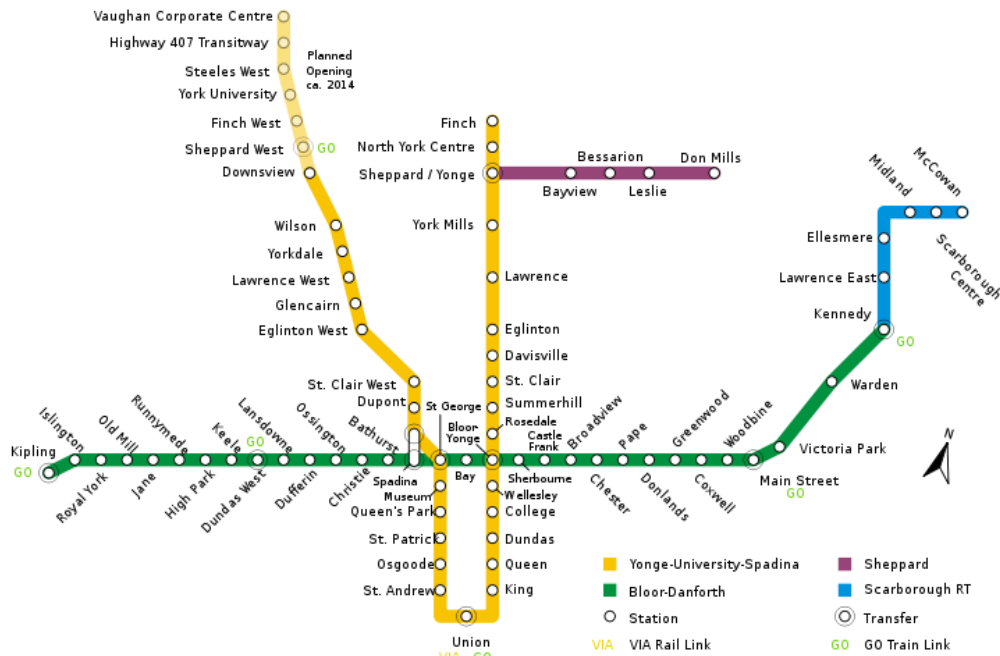 Vaughan Corporate Centre
Highway 407 Transitway
Steeles West
York University
Finch West
Sheppard West
GO
Downsview
Planned
Opening
ca. 2014
Wilson
Yorkdale
Lawrence West
Glencairn
Eglinton West
St. Clair West
Dupont
Finch
North York Centre
Sheppard / Yonge
Bessarion
Don Mills
Bayview
Leslie
York Mills
Lawrence
Eglinton
Davisville
St. Clair
Summerhill
Rosedale
Midland
McCowan
Scarborough
Centre
Ellesmere
Lawrence East
Kennedy
GO
Warden
Victoria Park
Main Street
GO
Kipling
GO
Islington
Royal York
Old Mill
Jane
Runnymede
High Park
Keele
Dundas West
GO
Lansdowne
Dufferin
Ossington
Christie
Bathurst
Spadina
St George
Bay
Bloor
Yonge
Sherbourne
Castle
Frank
Broadview
Chester
Pape
Donlands
Greenwood
Coxwell
Woodbine
Museum
Queen's Park
St. Patrick
Osgoode
St. Andrew
Wellesley
College
Dundas
Queen
King
Union
VIA GO
N
Yonge-University-Spadina
Bloor-Danforth
Station
VIA VIA Rail Link
Sheppard
Scarborough RT
Transfer
GO GO Train Link